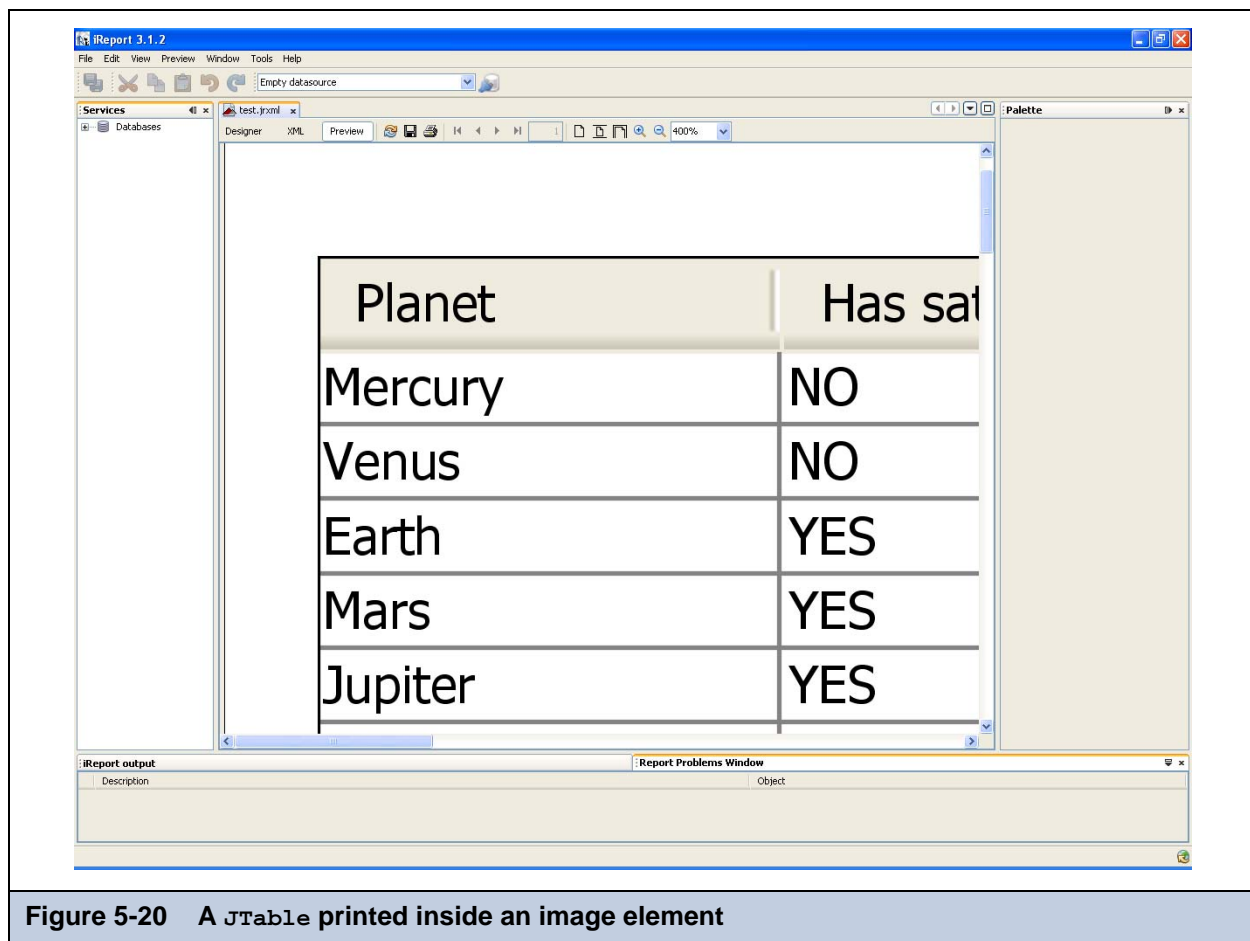 iReport 3.1.2
File Edit View Preview Window Tools Help
Empty datasource
Services
test.jrxml
Palette
Databases
Designer XML Preview 1 400%
Planet Has sat
Mercury NO
Venus NO
Earth YES
Mars YES
Jupiter YES
iReport output Report Problems Window
Description Object
Figure 5-20 A JTable printed inside an image element